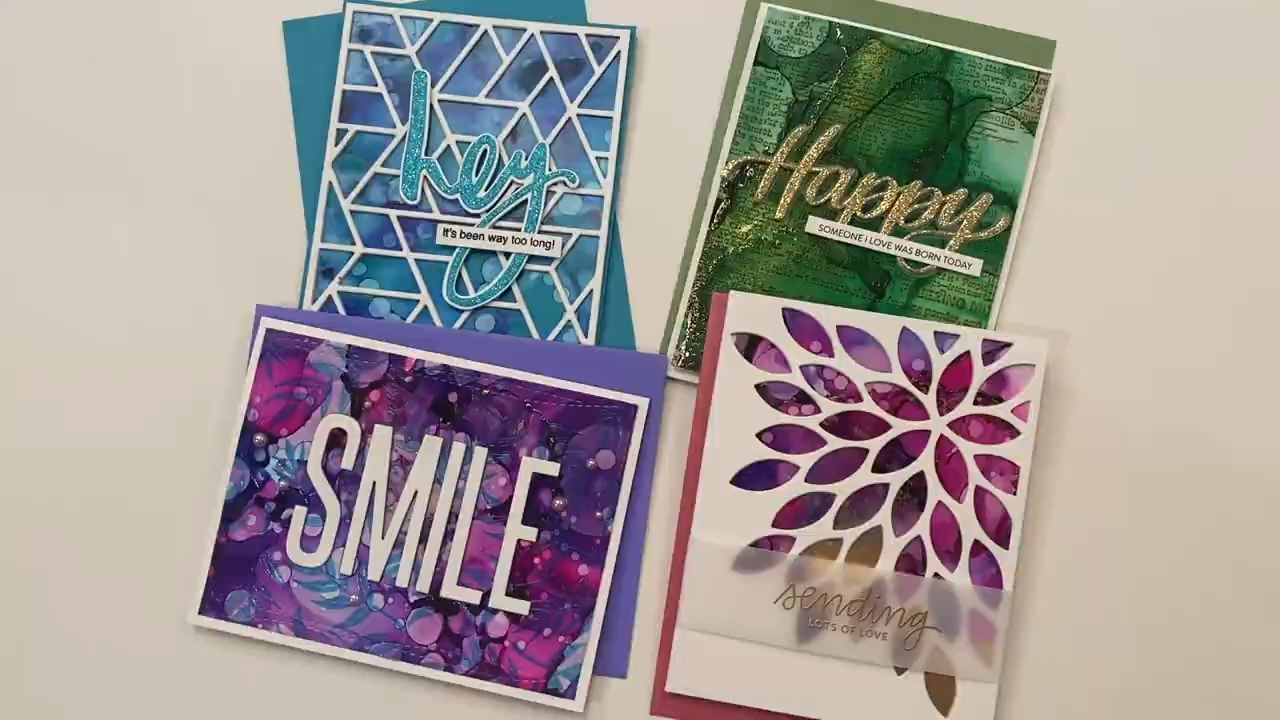 hey
It's been way too long!
Happy
SOMEONE I LOVE WAS BORN TODAY
SMILE
sending
LOTS OF LOVE